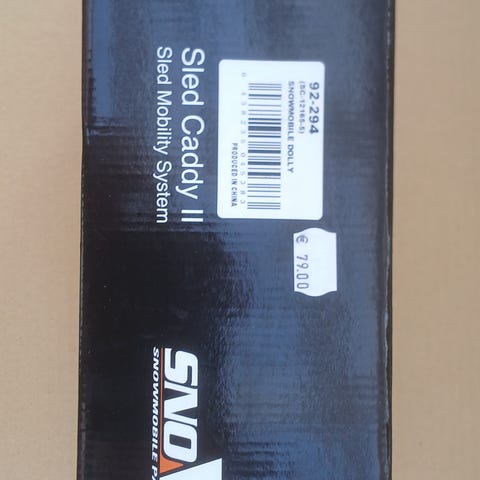 92-294
(SC-12165-5)
SNOWMOBILE DOLLY
PRODUCED IN CHINA
Sled Caddy II
Sled Mobility System
€ 79.00
SNO
SNOWMOBILE